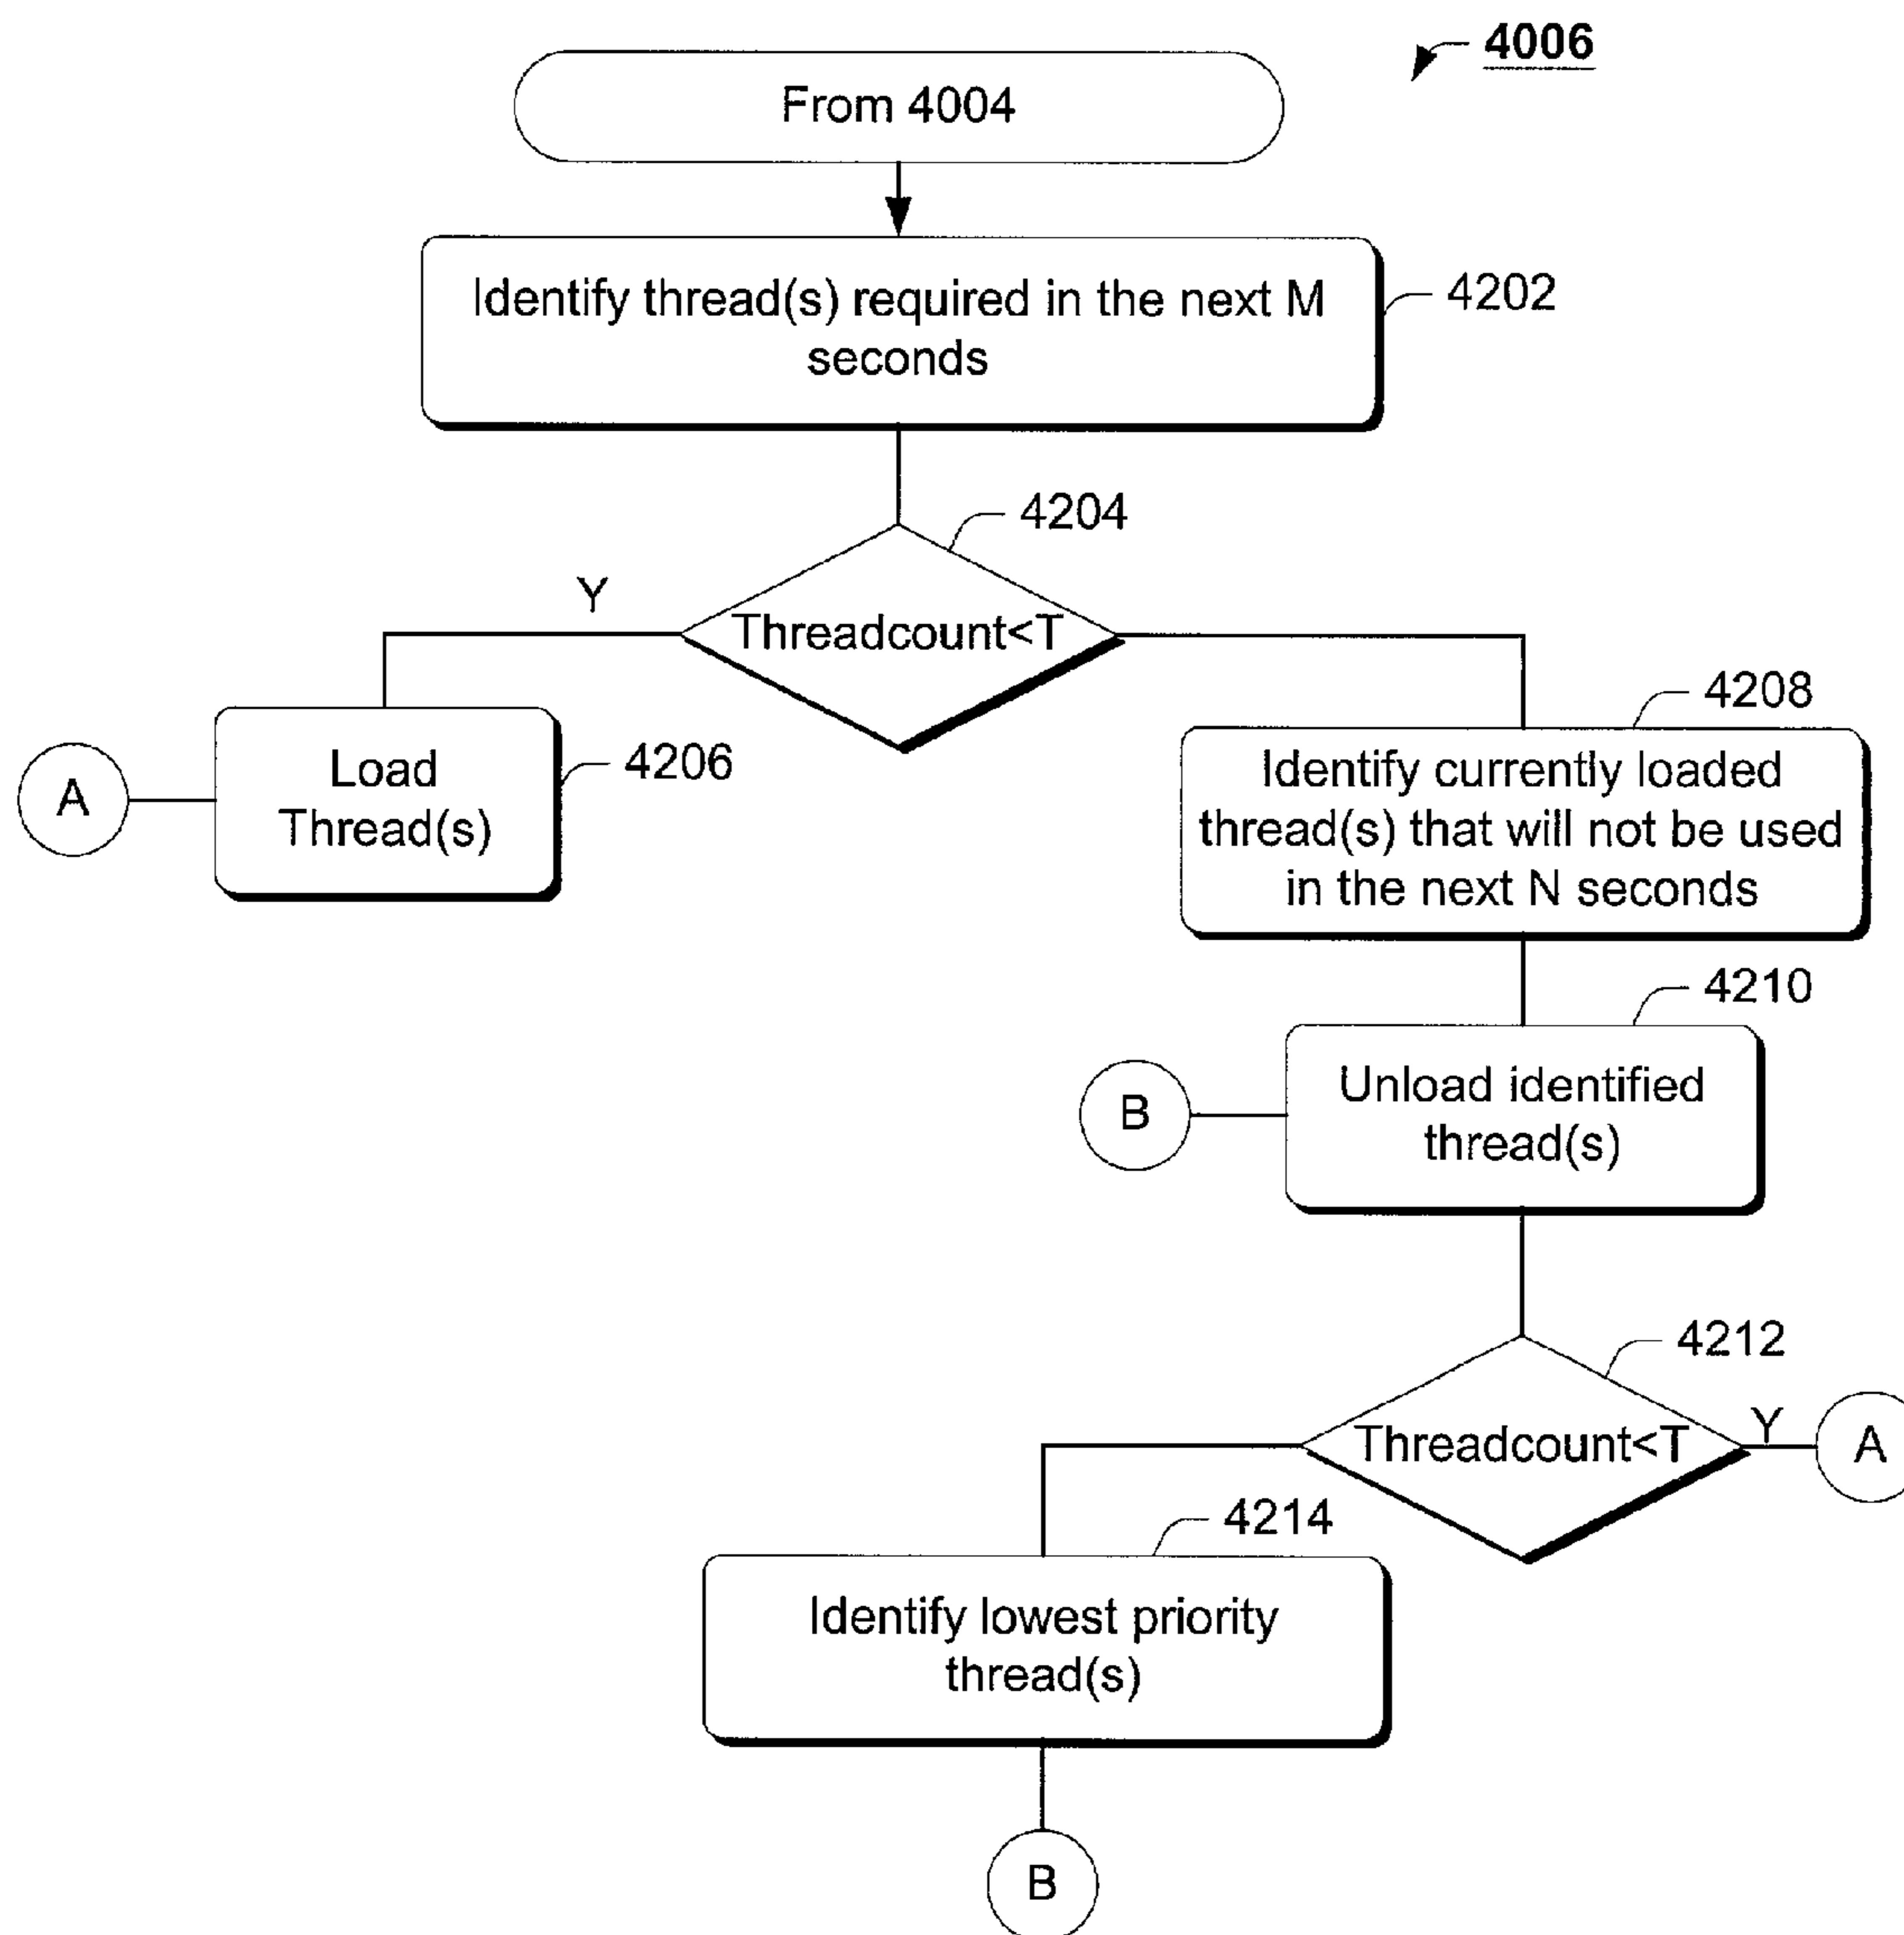 4006
From 4004
Identify thread(s) required in the next M
seconds
4202
4204
Y
Threadcount<T
A
Load
Thread(s)
4206
4208
Identify currently loaded
thread(s) that will not be used
in the next N seconds
4210
B
Unload identified
thread(s)
4212
Threadcount<T
Y
A
4214
Identify lowest priority
thread(s)
B